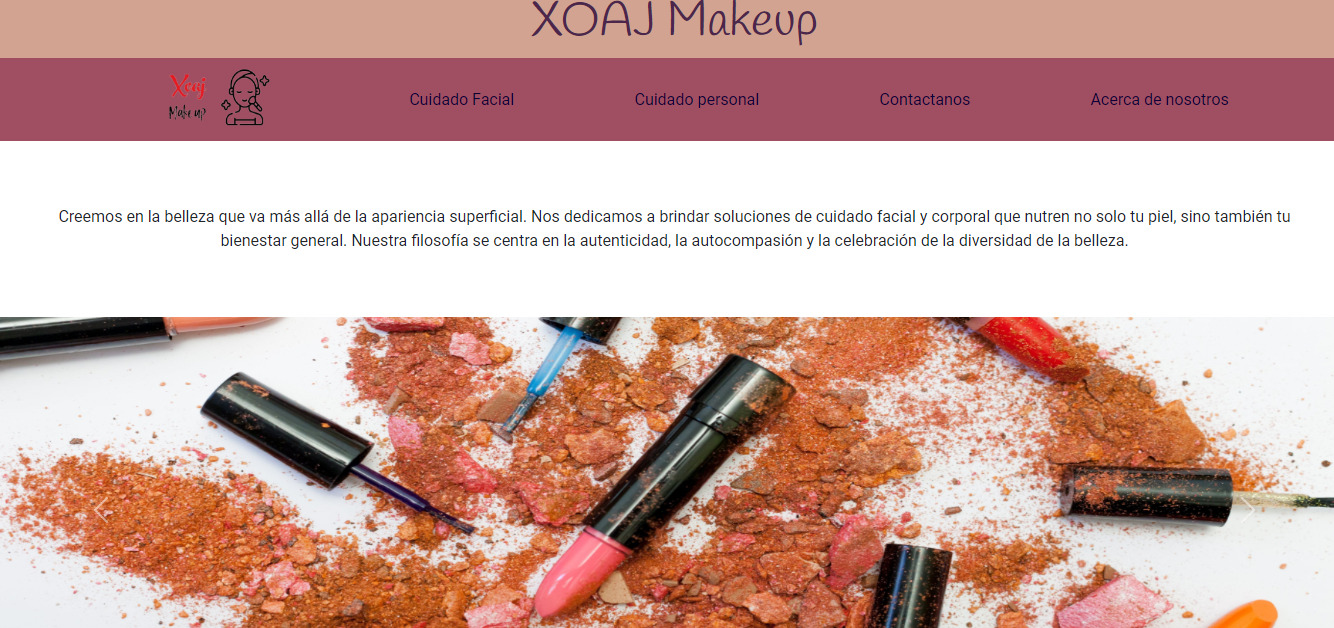 XOAJ Makeup
Xoaj
Make up
Cuidado Facial
Cuidado personal
Contactanos
Acerca de nosotros
Creemos en la belleza que va más allá de la apariencia superficial. Nos dedicamos a brindar soluciones de cuidado facial y corporal que nutren no solo tu piel, sino también tu
bienestar general. Nuestra filosofía se centra en la autenticidad, la autocompasión y la celebración de la diversidad de la belleza.